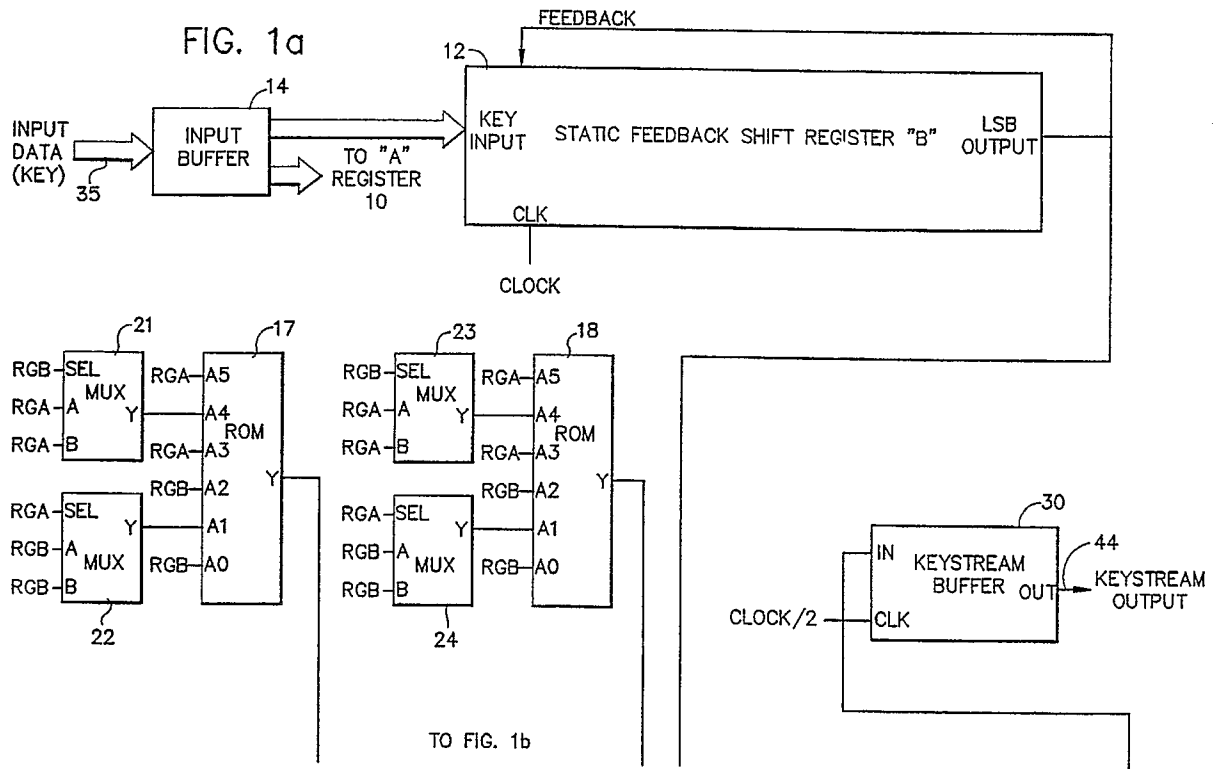 FIG. 1a
FEEDBACK
12
14
INPUT
DATA
(KEY)
35
INPUT
BUFFER
TO "A"
REGISTER
10
KEY
INPUT
STATIC FEEDBACK SHIFT REGISTER "B"
LSB
OUTPUT
CLK
CLOCK
21
RGB SEL
MUX
RGA A
Y
RGA B
RGA SEL
Y
RGB A
MUX
RGB B
22
17
RGA A5
A4
ROM
RGA A3
RGB A2
Y
A1
RGB A0
23
RGB SEL
MUX
RGA A
Y
RGB B
RGA SEL
Y
RGB A
MUX
RGB B
24
18
RGA A5
A4
ROM
RGA A3
RGB A2
Y
A1
RGB A0
30
IN
KEYSTREAM
BUFFER
OUT
44
KEYSTREAM
OUTPUT
CLOCK/2
CLK
TO FIG. 1b